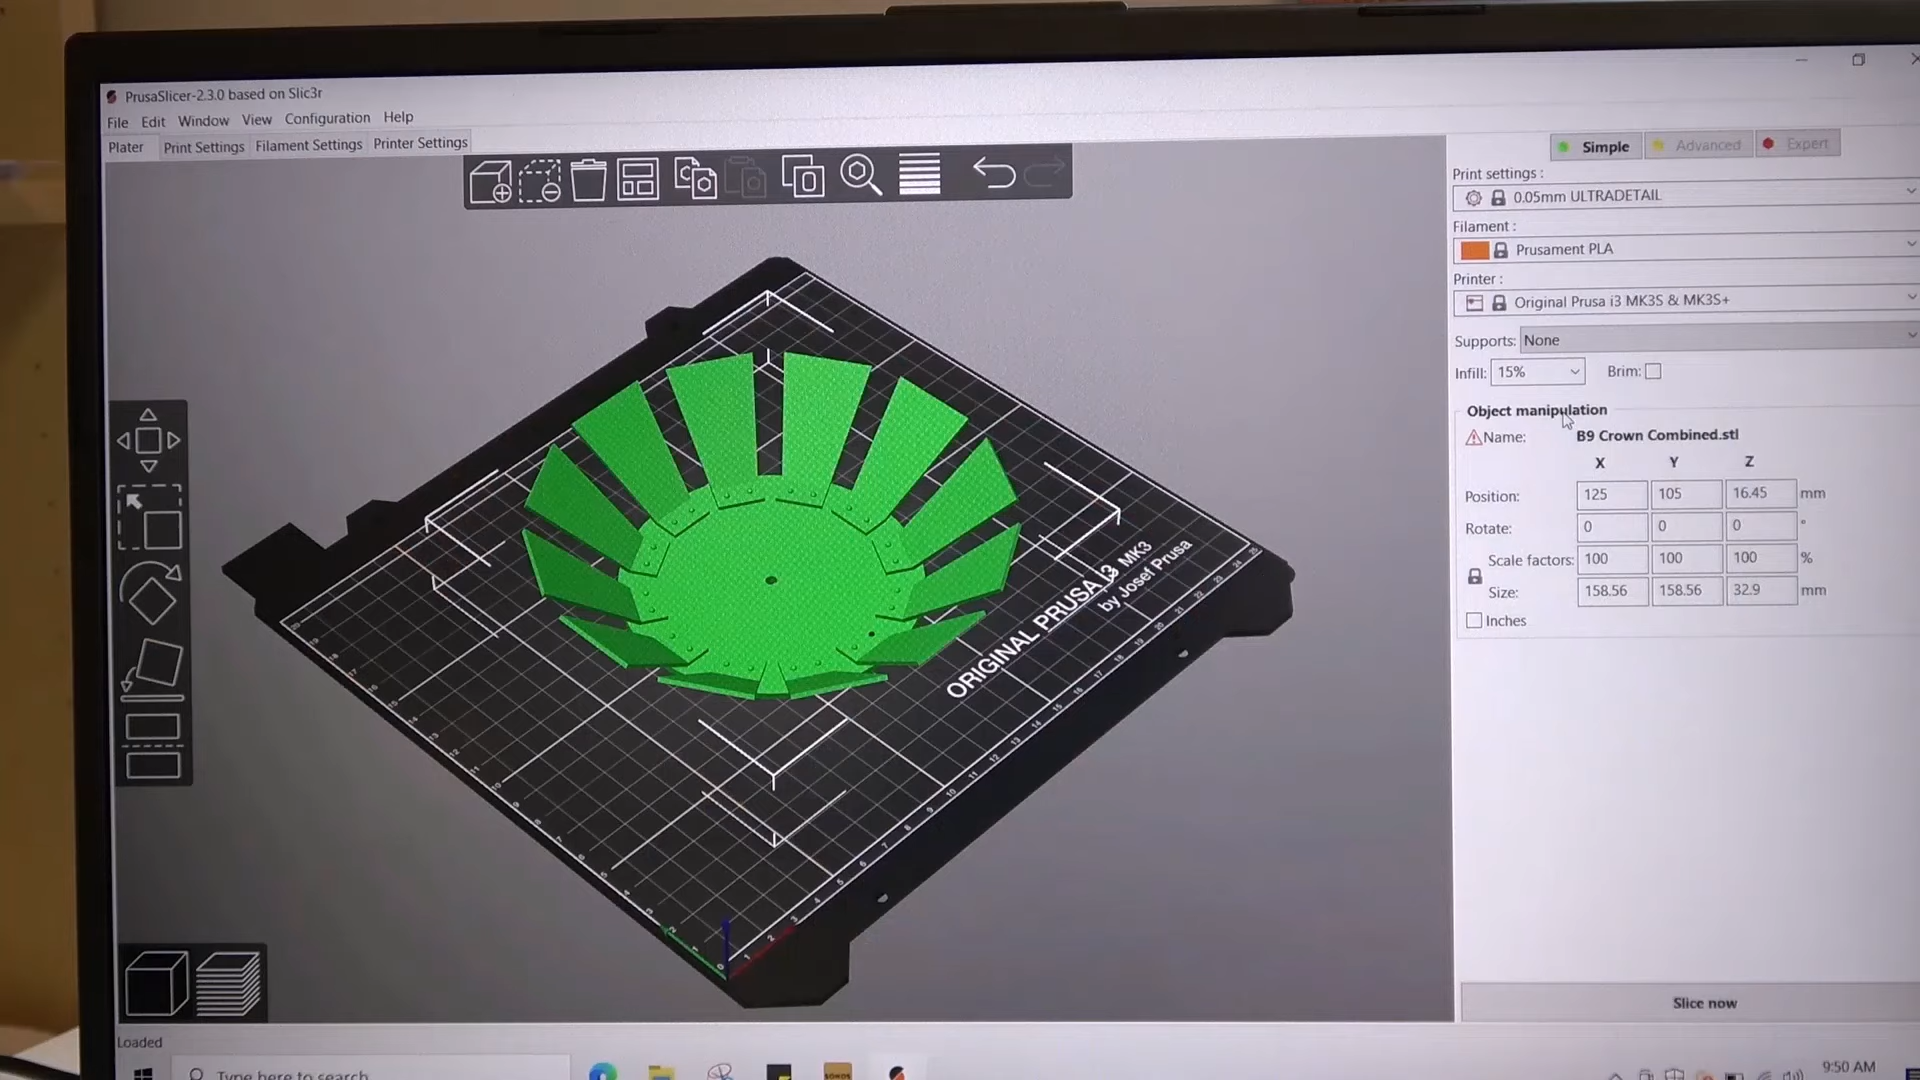 PrusaSlicer-2.3.0 based on Slic3r
File Edit Window View Configuration Help
Plater Print Settings Filament Settings Printer Settings
Simple Advanced Expert
Print settings :
0.05mm ULTRADETAIL
Filament :
Prusament PLA
Printer :
Original Prusa i3 MK3S & MK3S+
Supports: None
Infill: 15% Brim:
Object manipulation
Name: B9 Crown Combined.stl
X Y Z
Position: 125 105 16.45 mm
Rotate: 0 0 0 °
Scale factors: 100 100 100 %
Size: 158.56 158.56 32.9 mm
Inches
ORIGINAL PRUSA i3 MK3
by Josef Prusa
Slice now
Loaded
Type here to search
SONOS
9:50 AM